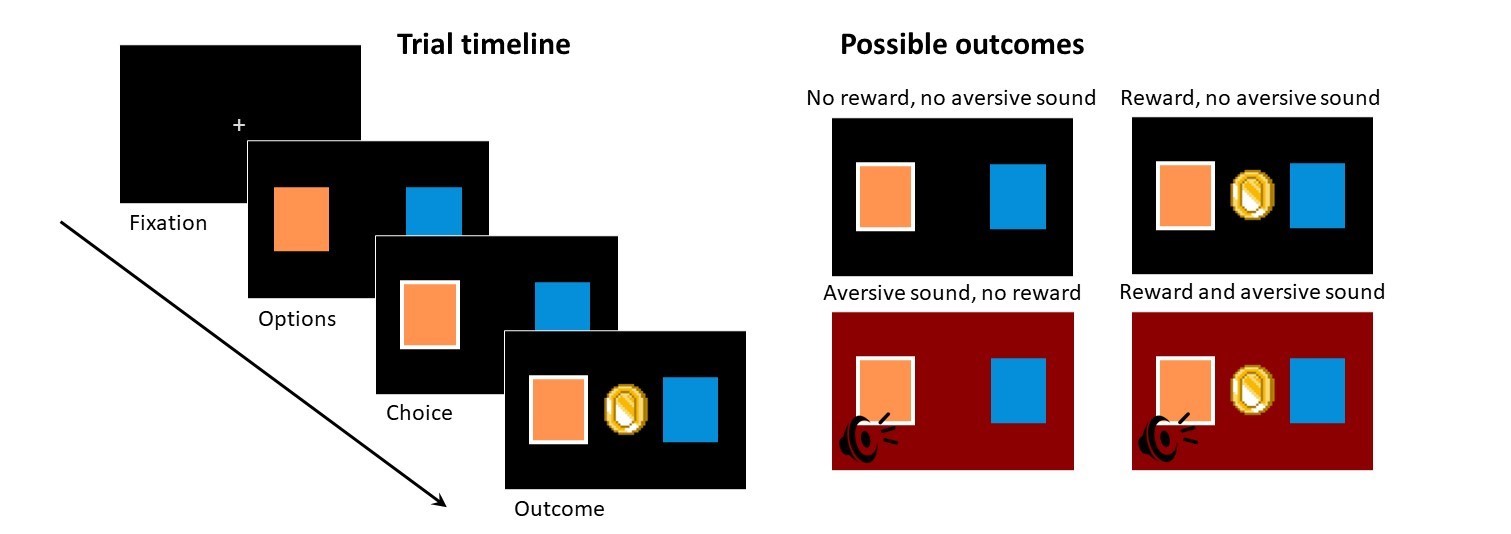 Trial timeline
Fixation
Options
Choice
Outcome
Possible outcomes
No reward, no aversive sound
Reward, no aversive sound
Aversive sound, no reward
Reward and aversive sound